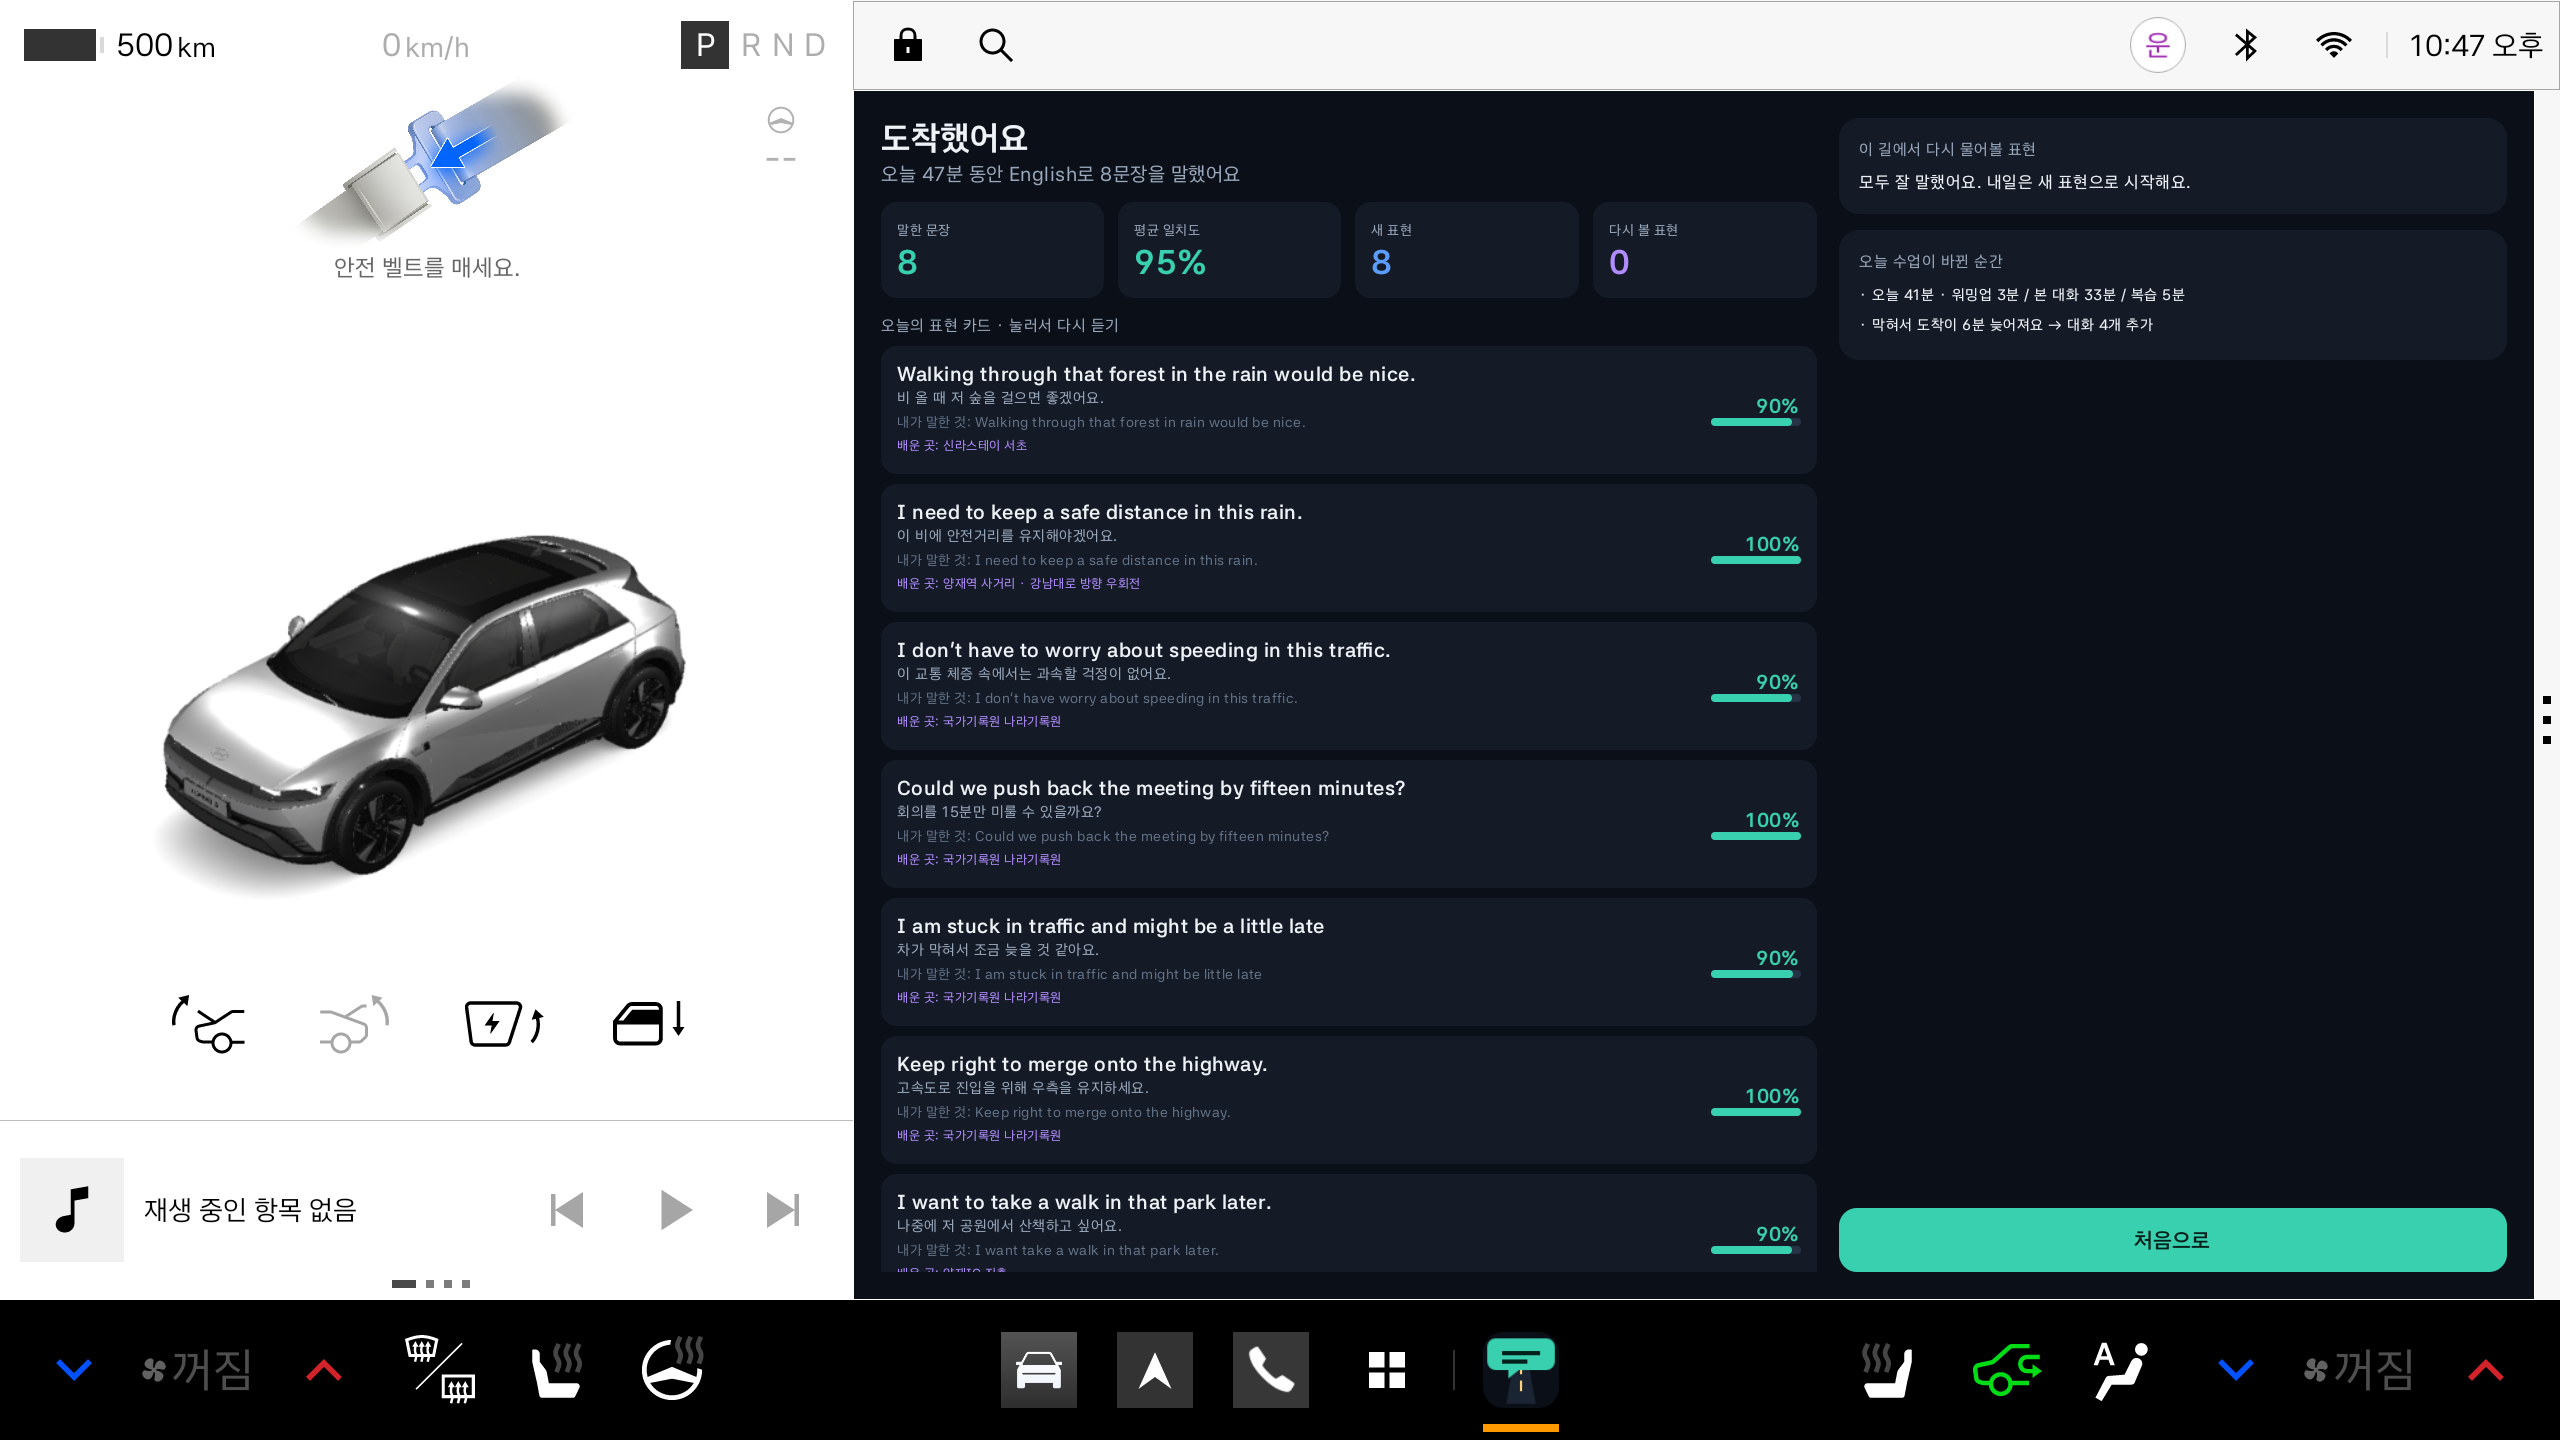 500 km
0 km/h
P R N D
안전 벨트를 매세요.
재생 중인 항목 없음
운
10:47 오후
도착했어요
오늘 47분 동안 English로 8문장을 말했어요
말한 문장
8
평균 일치도
95%
새 표현
8
다시 볼 표현
0
오늘의 표현 카드 · 눌러서 다시 듣기
Walking through that forest in the rain would be nice.
비 올 때 저 숲을 걸으면 좋겠어요.
내가 말한 것: Walking through that forest in rain would be nice.
배운 곳: 신라스테이 서초
90%
I need to keep a safe distance in this rain.
이 비에 안전거리를 유지해야겠어요.
내가 말한 것: I need to keep a safe distance in this rain.
배운 곳: 양재역 사거리 · 강남대로 방향 우회전
100%
I don't have to worry about speeding in this traffic.
이 교통 체증 속에서는 과속할 걱정이 없어요.
내가 말한 것: I don't have worry about speeding in this traffic.
배운 곳: 국가기록원 나라기록원
90%
Could we push back the meeting by fifteen minutes?
회의를 15분만 미룰 수 있을까요?
내가 말한 것: Could we push back the meeting by fifteen minutes?
배운 곳: 국가기록원 나라기록원
100%
I am stuck in traffic and might be a little late
차가 막혀서 조금 늦을 것 같아요.
내가 말한 것: I am stuck in traffic and might be little late
배운 곳: 국가기록원 나라기록원
90%
Keep right to merge onto the highway.
고속도로 진입을 위해 우측을 유지하세요.
내가 말한 것: Keep right to merge onto the highway.
배운 곳: 국가기록원 나라기록원
100%
I want to take a walk in that park later.
나중에 저 공원에서 산책하고 싶어요.
내가 말한 것: I want take a walk in that park later.
90%
이 길에서 다시 물어볼 표현
모두 잘 말했어요. 내일은 새 표현으로 시작해요.
오늘 수업이 바뀐 순간
· 오늘 41분 · 워밍업 3분 / 본 대화 33분 / 복습 5분
· 막혀서 도착이 6분 늦어져요 → 대화 4개 추가
처음으로
꺼짐
A
꺼짐